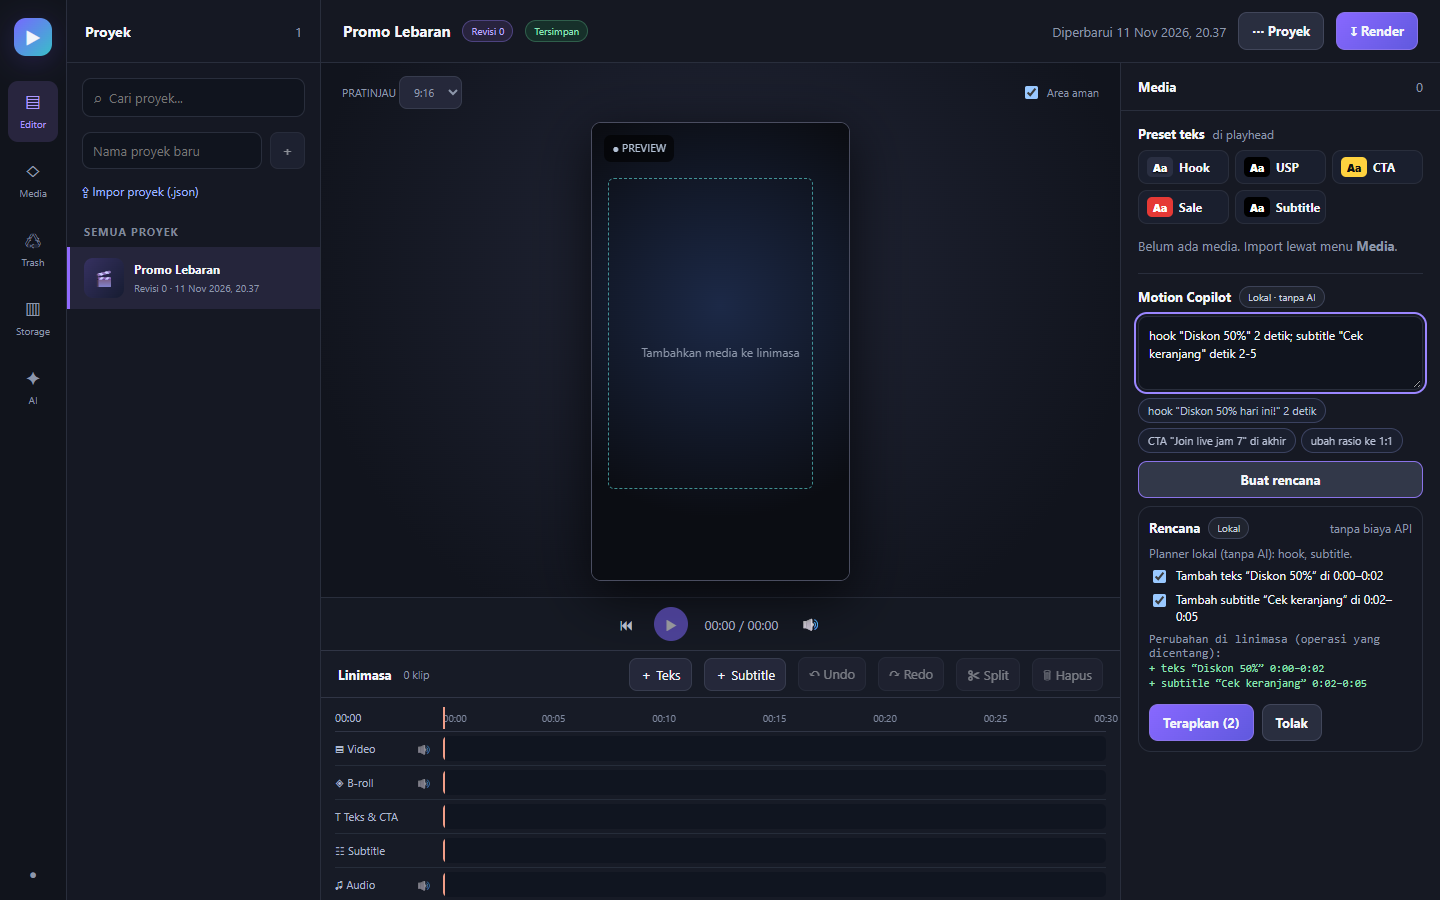 Editor
Media
Trash
Storage
AI
Proyek 1
Cari proyek...
Nama proyek baru +
Impor proyek (.json)
SEMUA PROYEK
Promo Lebaran
Revisi 0 · 11 Nov 2026, 20.37
Promo Lebaran Revisi 0 Tersimpan
Diperbarui 11 Nov 2026, 20.37 ··· Proyek ↧ Render
PRATINJAU 9:16 Area aman
● PREVIEW
Tambahkan media ke linimasa
00:00 / 00:00
Linimasa 0 klip + Teks + Subtitle Undo Redo Split Hapus
00:00 00:00 00:05 00:10 00:15 00:20 00:25 00:30
Video
B-roll
T Teks & CTA
Subtitle
♫ Audio
Media 0
Preset teks di playhead
Aa Hook Aa USP Aa CTA
Aa Sale Aa Subtitle
Belum ada media. Import lewat menu Media.
Motion Copilot Lokal · tanpa AI
hook "Diskon 50%" 2 detik; subtitle "Cek
keranjang" detik 2-5
hook "Diskon 50% hari ini!" 2 detik
CTA "Join live jam 7" di akhir ubah rasio ke 1:1
Buat rencana
Rencana Lokal tanpa biaya API
Planner lokal (tanpa AI): hook, subtitle.
Tambah teks “Diskon 50%” di 0:00–0:02
Tambah subtitle “Cek keranjang” di 0:02–
0:05
Perubahan di linimasa (operasi yang
dicentang):
+ teks “Diskon 50%” 0:00–0:02
+ subtitle “Cek keranjang” 0:02–0:05
Terapkan (2) Tolak